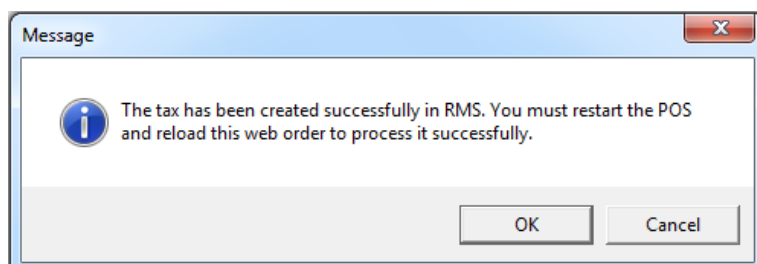 Message
The tax has been created successfully in RMS. You must restart the POS
and reload this web order to process it successfully.
OK
Cancel